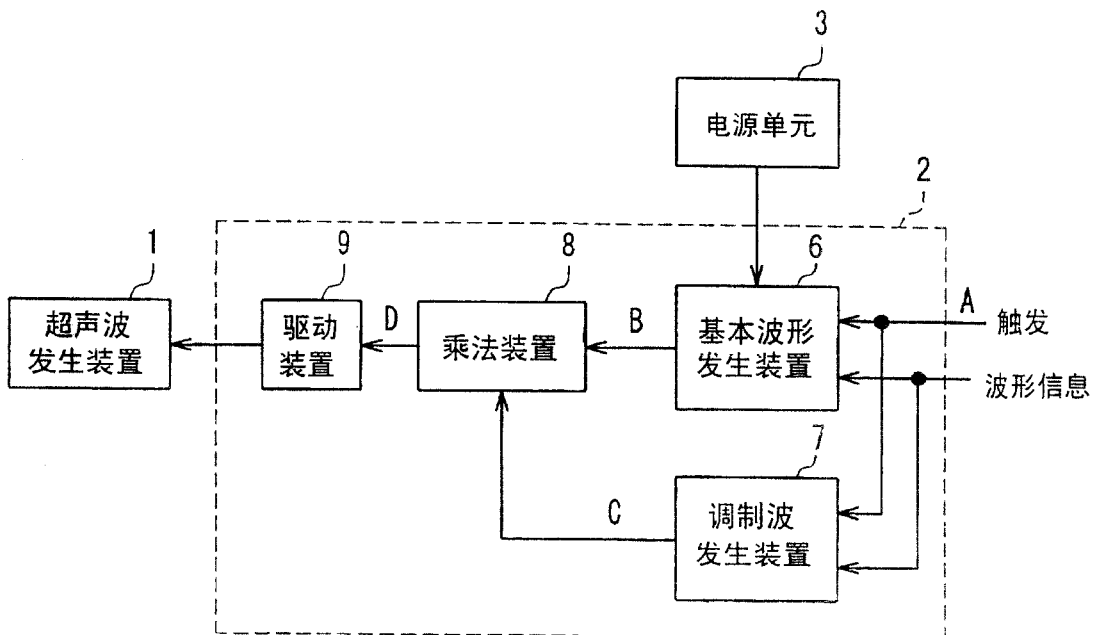 3
电源单元
2
1
9
8
6
超声波
发生装置
驱动
装置
D
乘法装置
B
基本波形
发生装置
A
触发
波形信息
7
C
调制波
发生装置